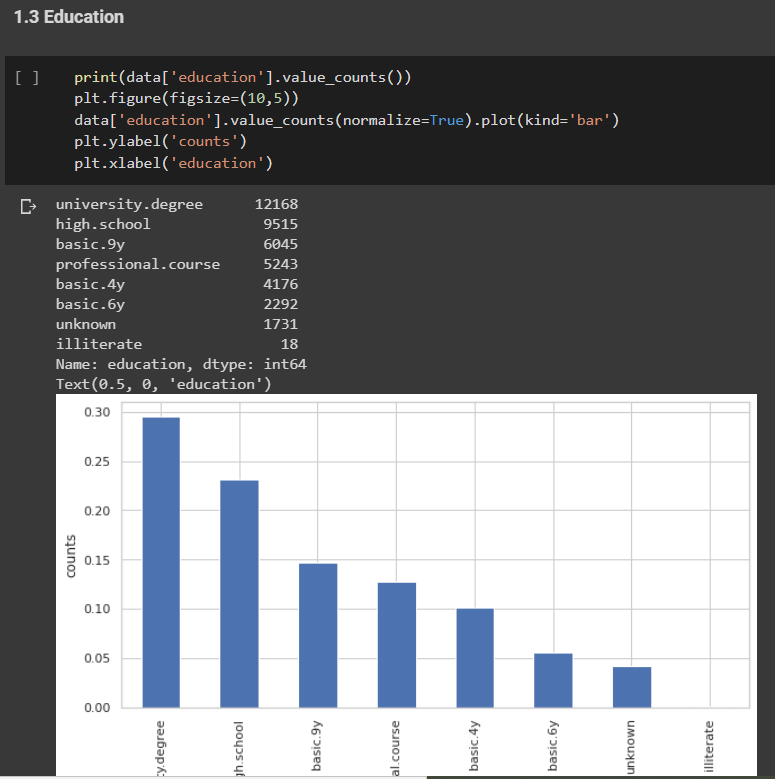 1.3 Education
[ ]
print(data['education'].value_counts())
plt.figure(figsize=(10,5))
data['education'].value_counts(normalize=True).plot(kind='bar')
plt.ylabel('counts')
plt.xlabel('education')
university.degree 12168
high.school 9515
basic.9y 6045
professional.course 5243
basic.4y 4176
basic.6y 2292
unknown 1731
illiterate 18
Name: education, dtype: int64
Text(0.5, 0, 'education')
0.30
0.25
0.20
0.15
0.10
0.05
0.00
counts
y.degree
gh.school
basic.9y
al.course
basic.4y
basic.6y
unknown
illiterate